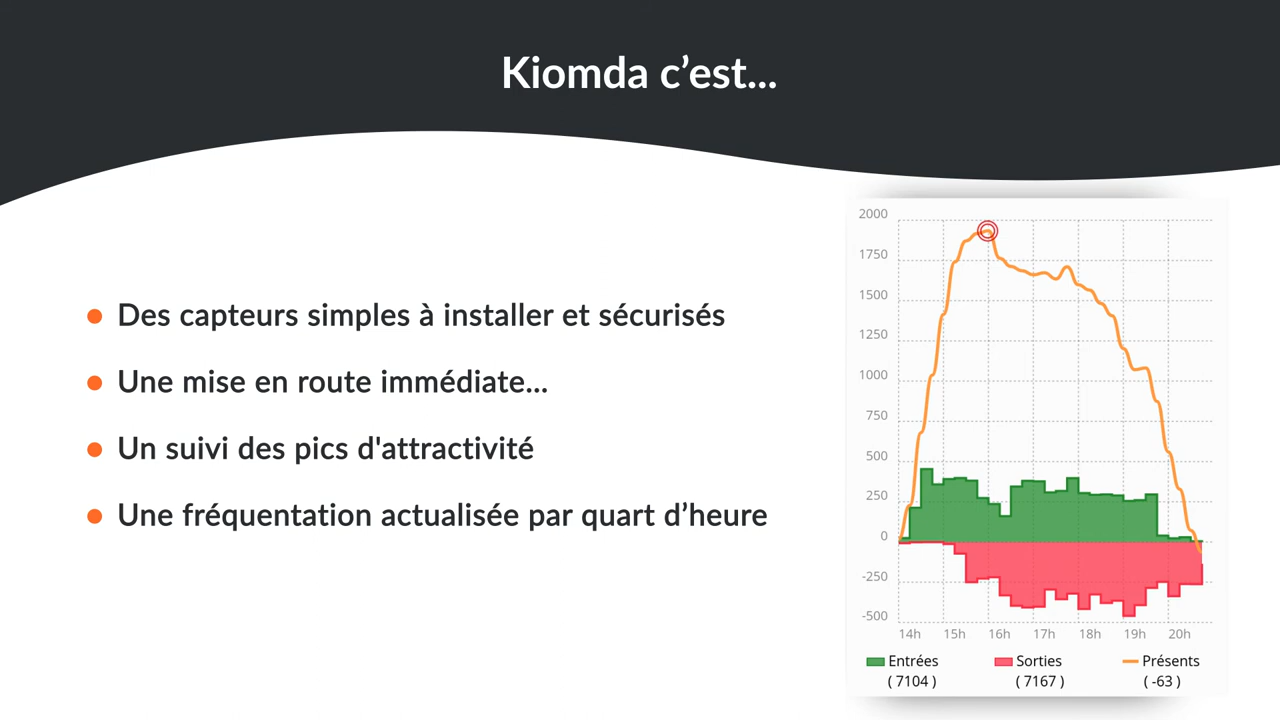 Kiomda c’est...
Des capteurs simples à installer et sécurisés
Une mise en route immédiate...
Un suivi des pics d'attractivité
Une fréquentation actualisée par quart d’heure
2000
1750
1500
1250
1000
750
500
250
0
-250
-500
14h 15h 16h 17h 18h 19h 20h
Entrées Sorties Présents
( 7104 ) ( 7167 ) ( -63 )